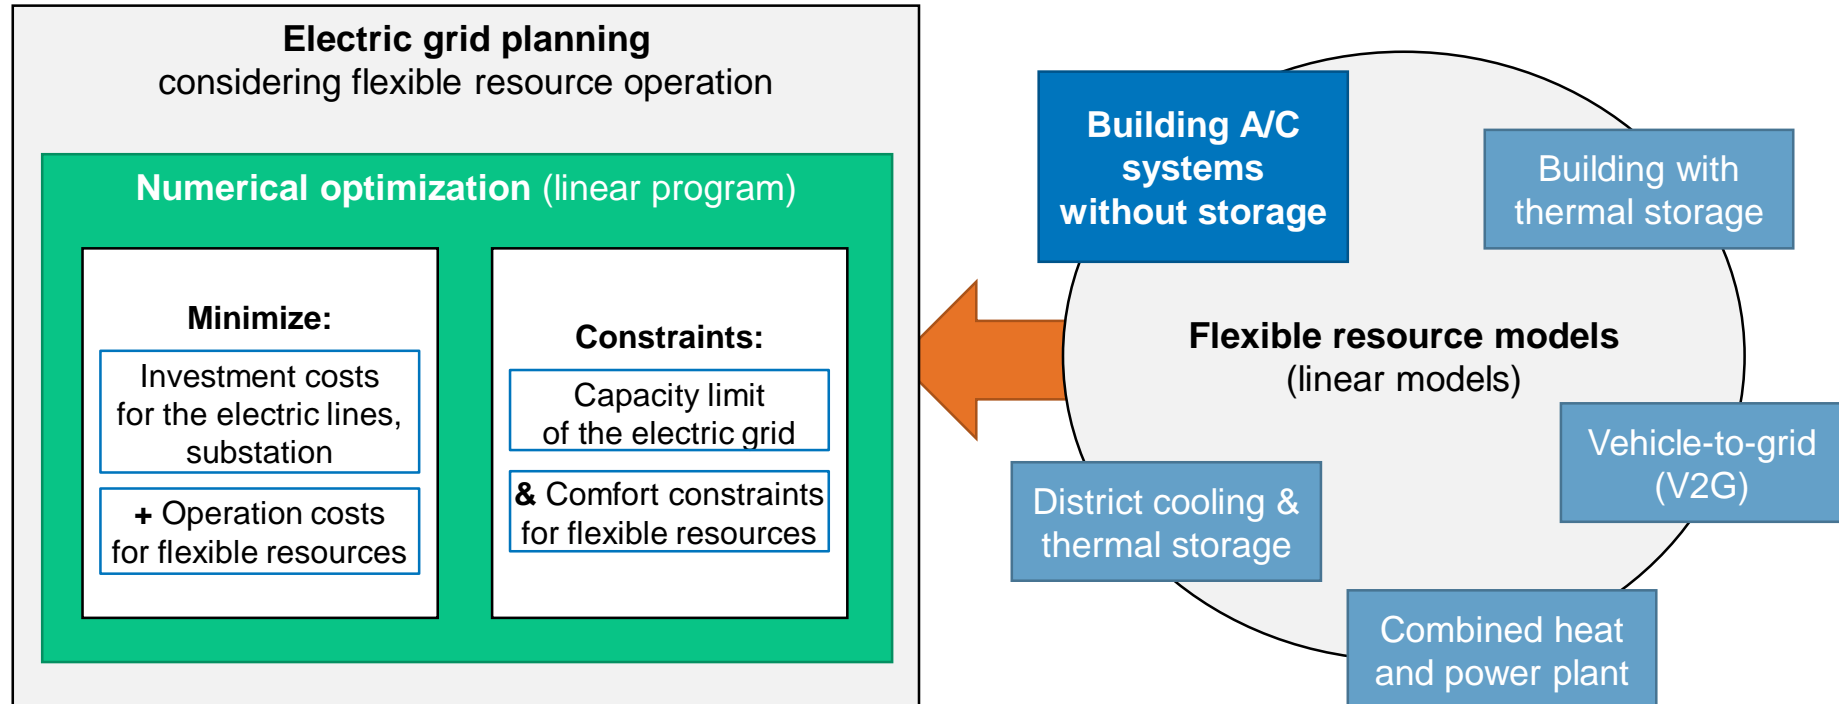 Electric grid planning
considering flexible resource operation
Numerical optimization (linear program)
Minimize:
Investment costs
for the electric lines,
substation
+ Operation costs
for flexible resources
Constraints:
Capacity limit
of the electric grid
& Comfort constraints
for flexible resources
Building A/C
systems
without storage
Building with
thermal storage
Flexible resource models
(linear models)
Vehicle-to-grid
(V2G)
District cooling &
thermal storage
Combined heat
and power plant